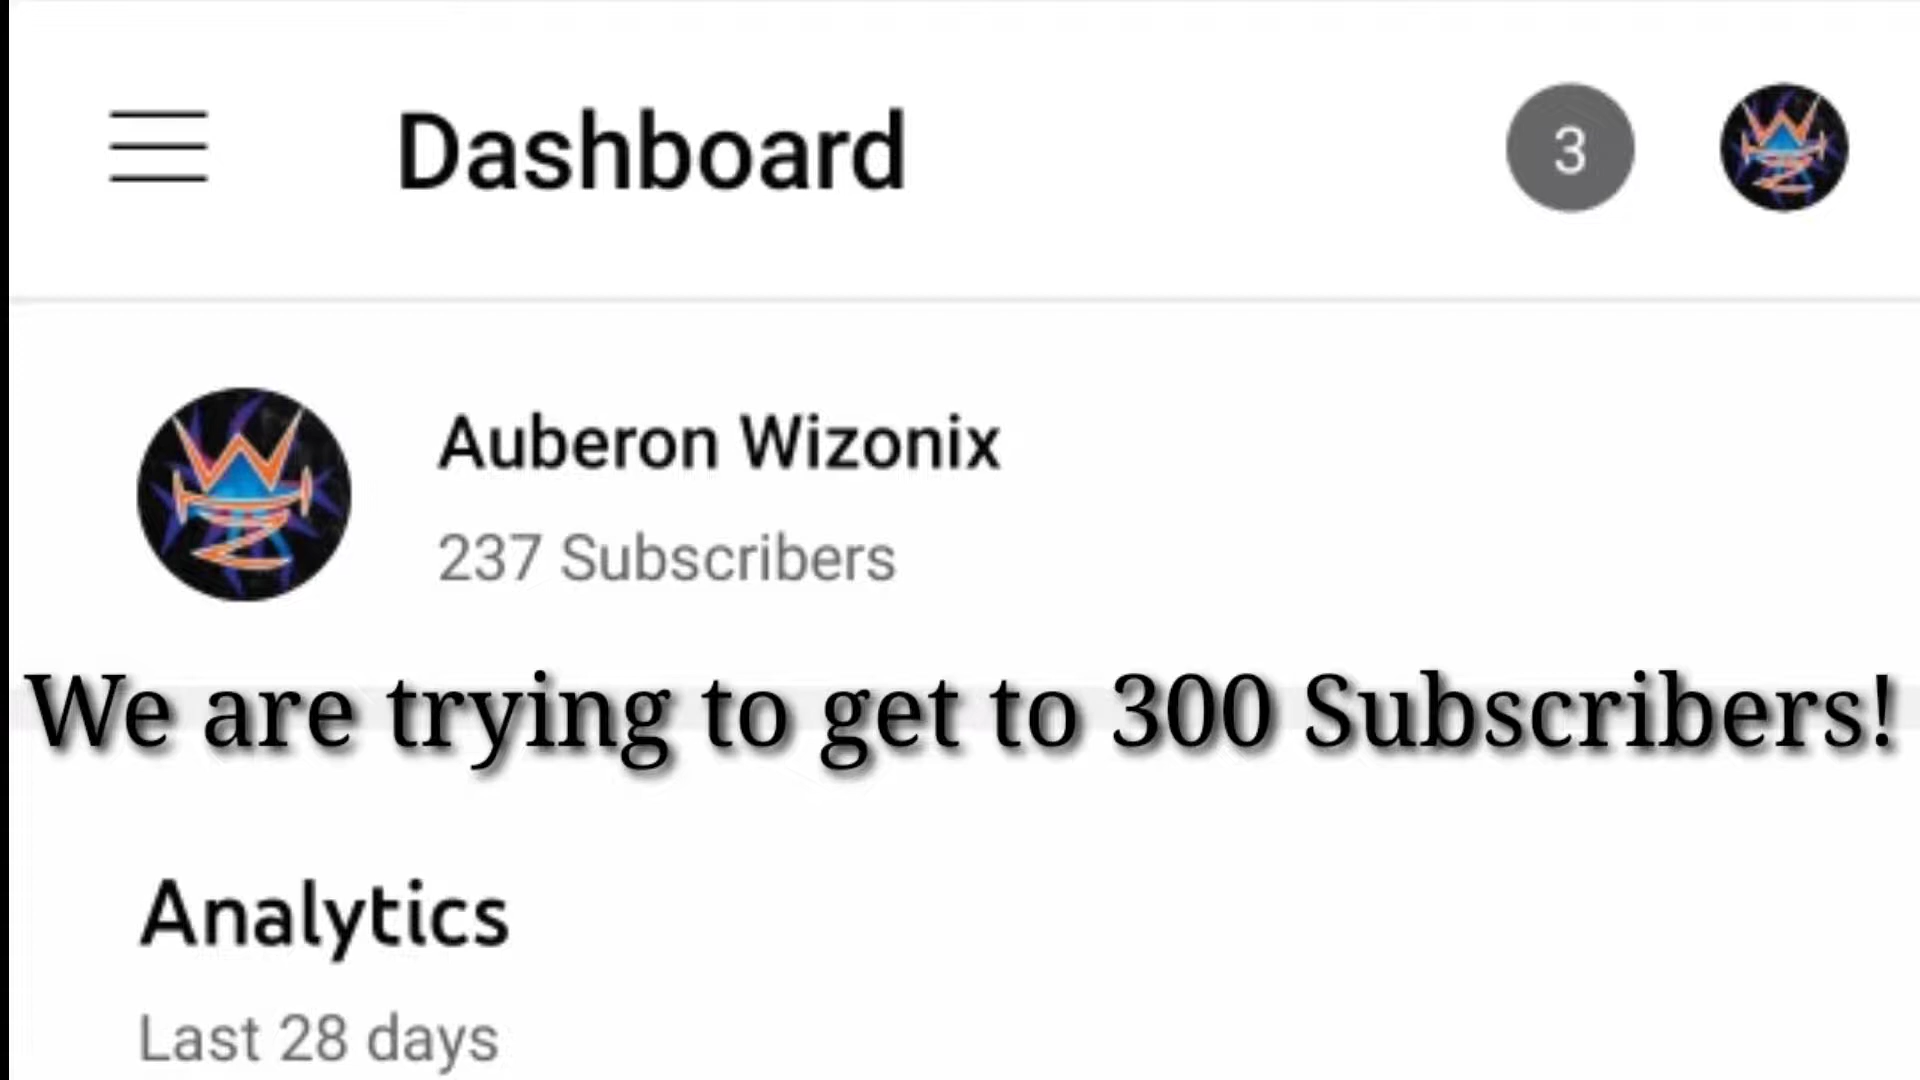 Dashboard
3
Auberon Wizonix
237 Subscribers
We are trying to get to 300 Subscribers!
Analytics
Last 28 days